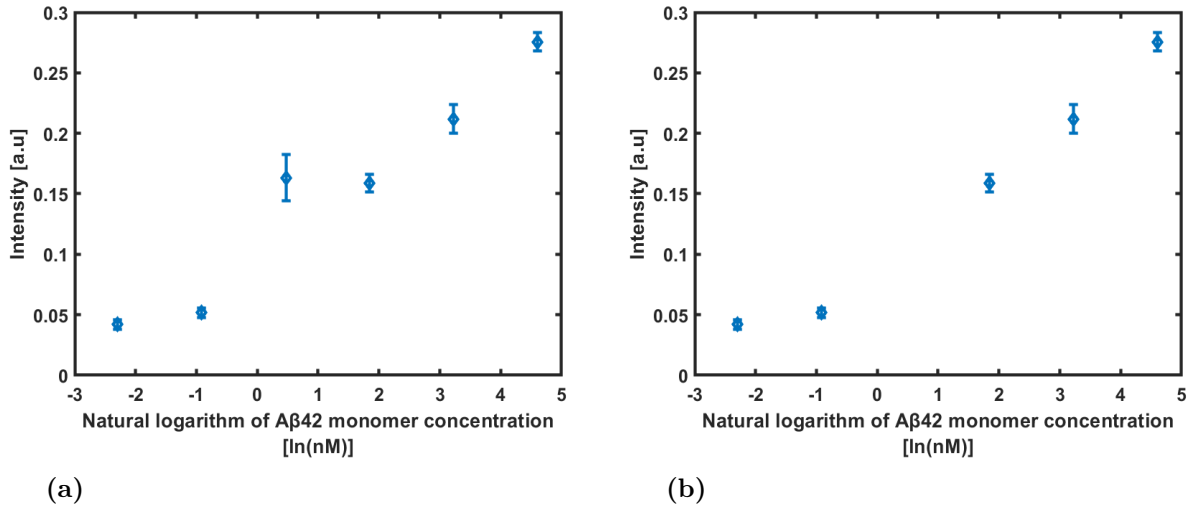 0.3
0.25
0.2
0.15
0.1
0.05
0
Intensity [a.u]
-3 -2 -1 0 1 2 3 4 5
Natural logarithm of Aβ42 monomer concentration
[ln(nM)]
(a)
0.3
0.25
0.2
0.15
0.1
0.05
0
Intensity [a.u]
-3 -2 -1 0 1 2 3 4 5
Natural logarithm of Aβ42 monomer concentration
[ln(nM)]
(b)